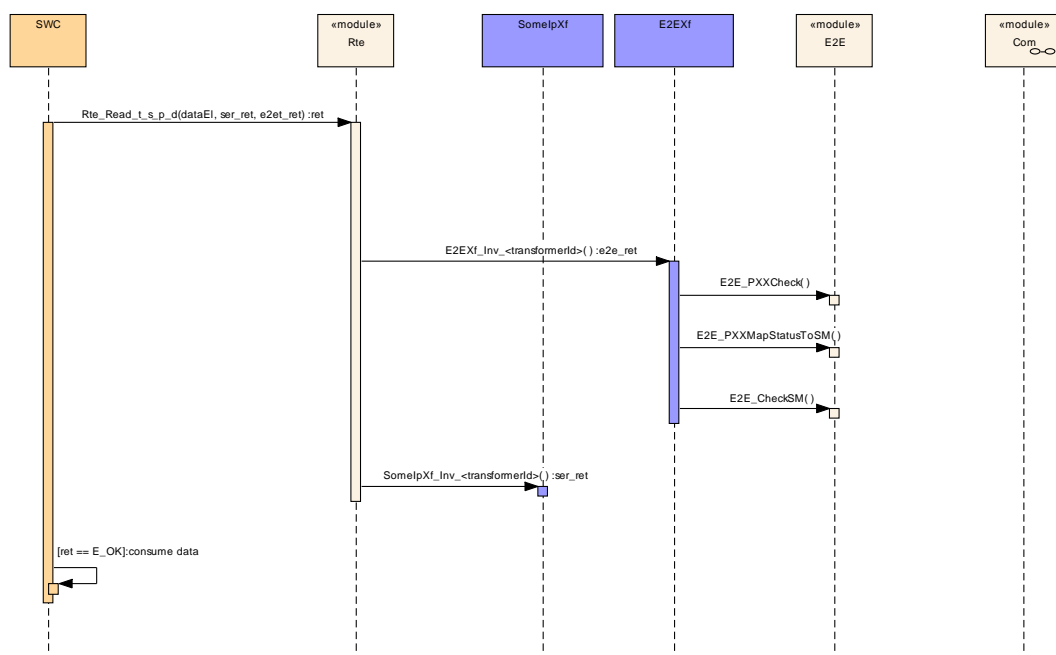 SWC
«module»
Rte
SomeIpXf
E2EXf
«module»
E2E
«module»
Com
Rte_Read_t_s_p_d(dataEl, ser_ret, e2et_ret) :ret
E2EXf_Inv_<transformerId>() :e2e_ret
E2E_PXXCheck()
E2E_PXXMapStatusToSM()
E2E_CheckSM()
SomeIpXf_Inv_<transformerId>() :ser_ret
[ret == E_OK]:consume data